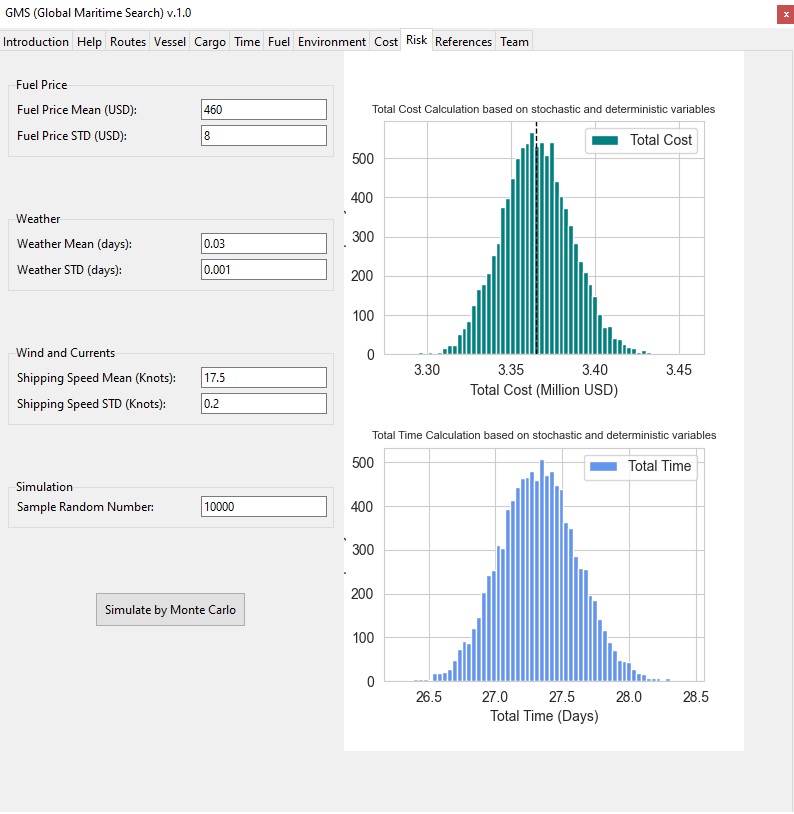 GMS (Global Maritime Search) v.1.0
x
Introduction Help Routes Vessel Cargo Time Fuel Environment Cost Risk References Team
Fuel Price
Fuel Price Mean (USD): 460
Fuel Price STD (USD): 8
Weather
Weather Mean (days): 0.03
Weather STD (days): 0.001
Wind and Currents
Shipping Speed Mean (Knots): 17.5
Shipping Speed STD (Knots): 0.2
Simulation
Sample Random Number: 10000
Simulate by Monte Carlo
Total Cost Calculation based on stochastic and deterministic variables
Total Cost
500
400
300
200
100
0
3.30 3.35 3.40 3.45
Total Cost (Million USD)
Total Time Calculation based on stochastic and deterministic variables
Total Time
500
400
300
200
100
0
26.5 27.0 27.5 28.0 28.5
Total Time (Days)